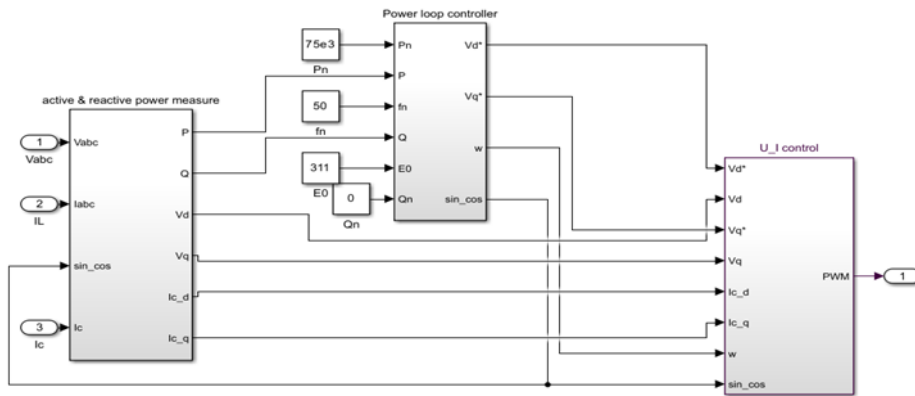 Power loop controller
75e3
Pn
Pn
Vd*
P
active & reactive power measure
50
fn
fn
Vq*
P
Q
1
Vabc
Vabc
w
U_I control
Q
311
E0
E0
Vd*
0
Qn
Qn
sin_cos
2
IL
Iabc
Vd
Vd
Vq*
sin_cos
Vq
Vq
PWM
1
Ic_d
Ic_d
3
Ic
Ic
Ic_q
Ic_q
w
sin_cos